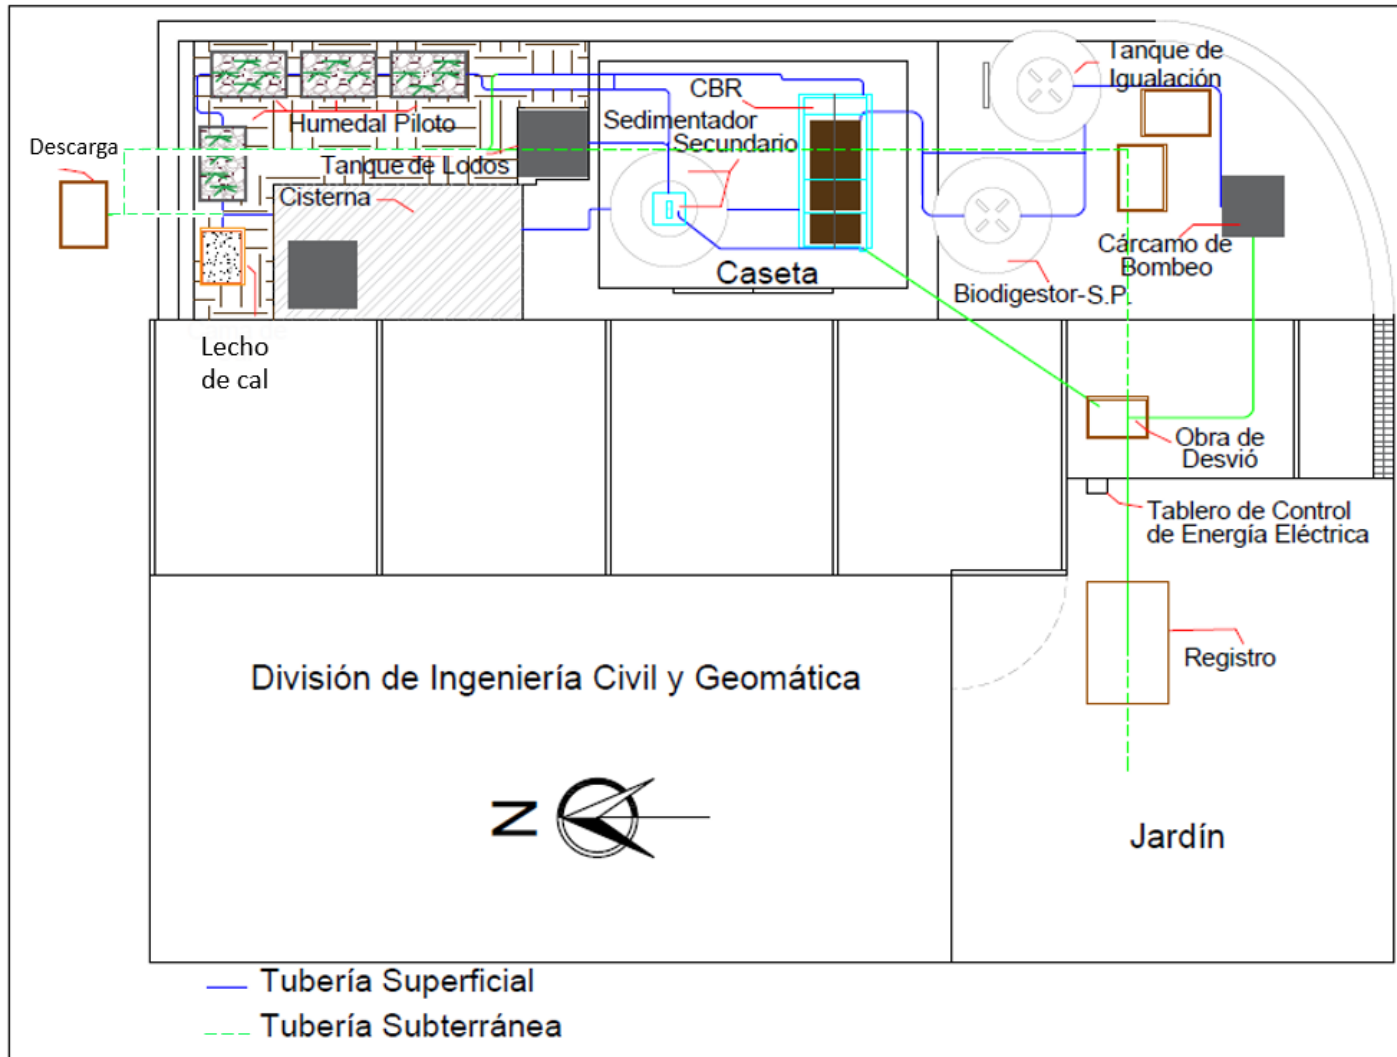 Tanque de
Igualación
CBR
Humedal Piloto
Sedimentador
Secundario
Descarga
Tanque de Lodos
Cisterna
Cárcamo de
Bombeo
Caseta
Biodigestor-S.P.
Lecho
de cal
Obra de
Desvió
Tablero de Control
de Energía Eléctrica
Registro
División de Ingeniería Civil y Geomática
N
Jardín
Tubería Superficial
Tubería Subterránea